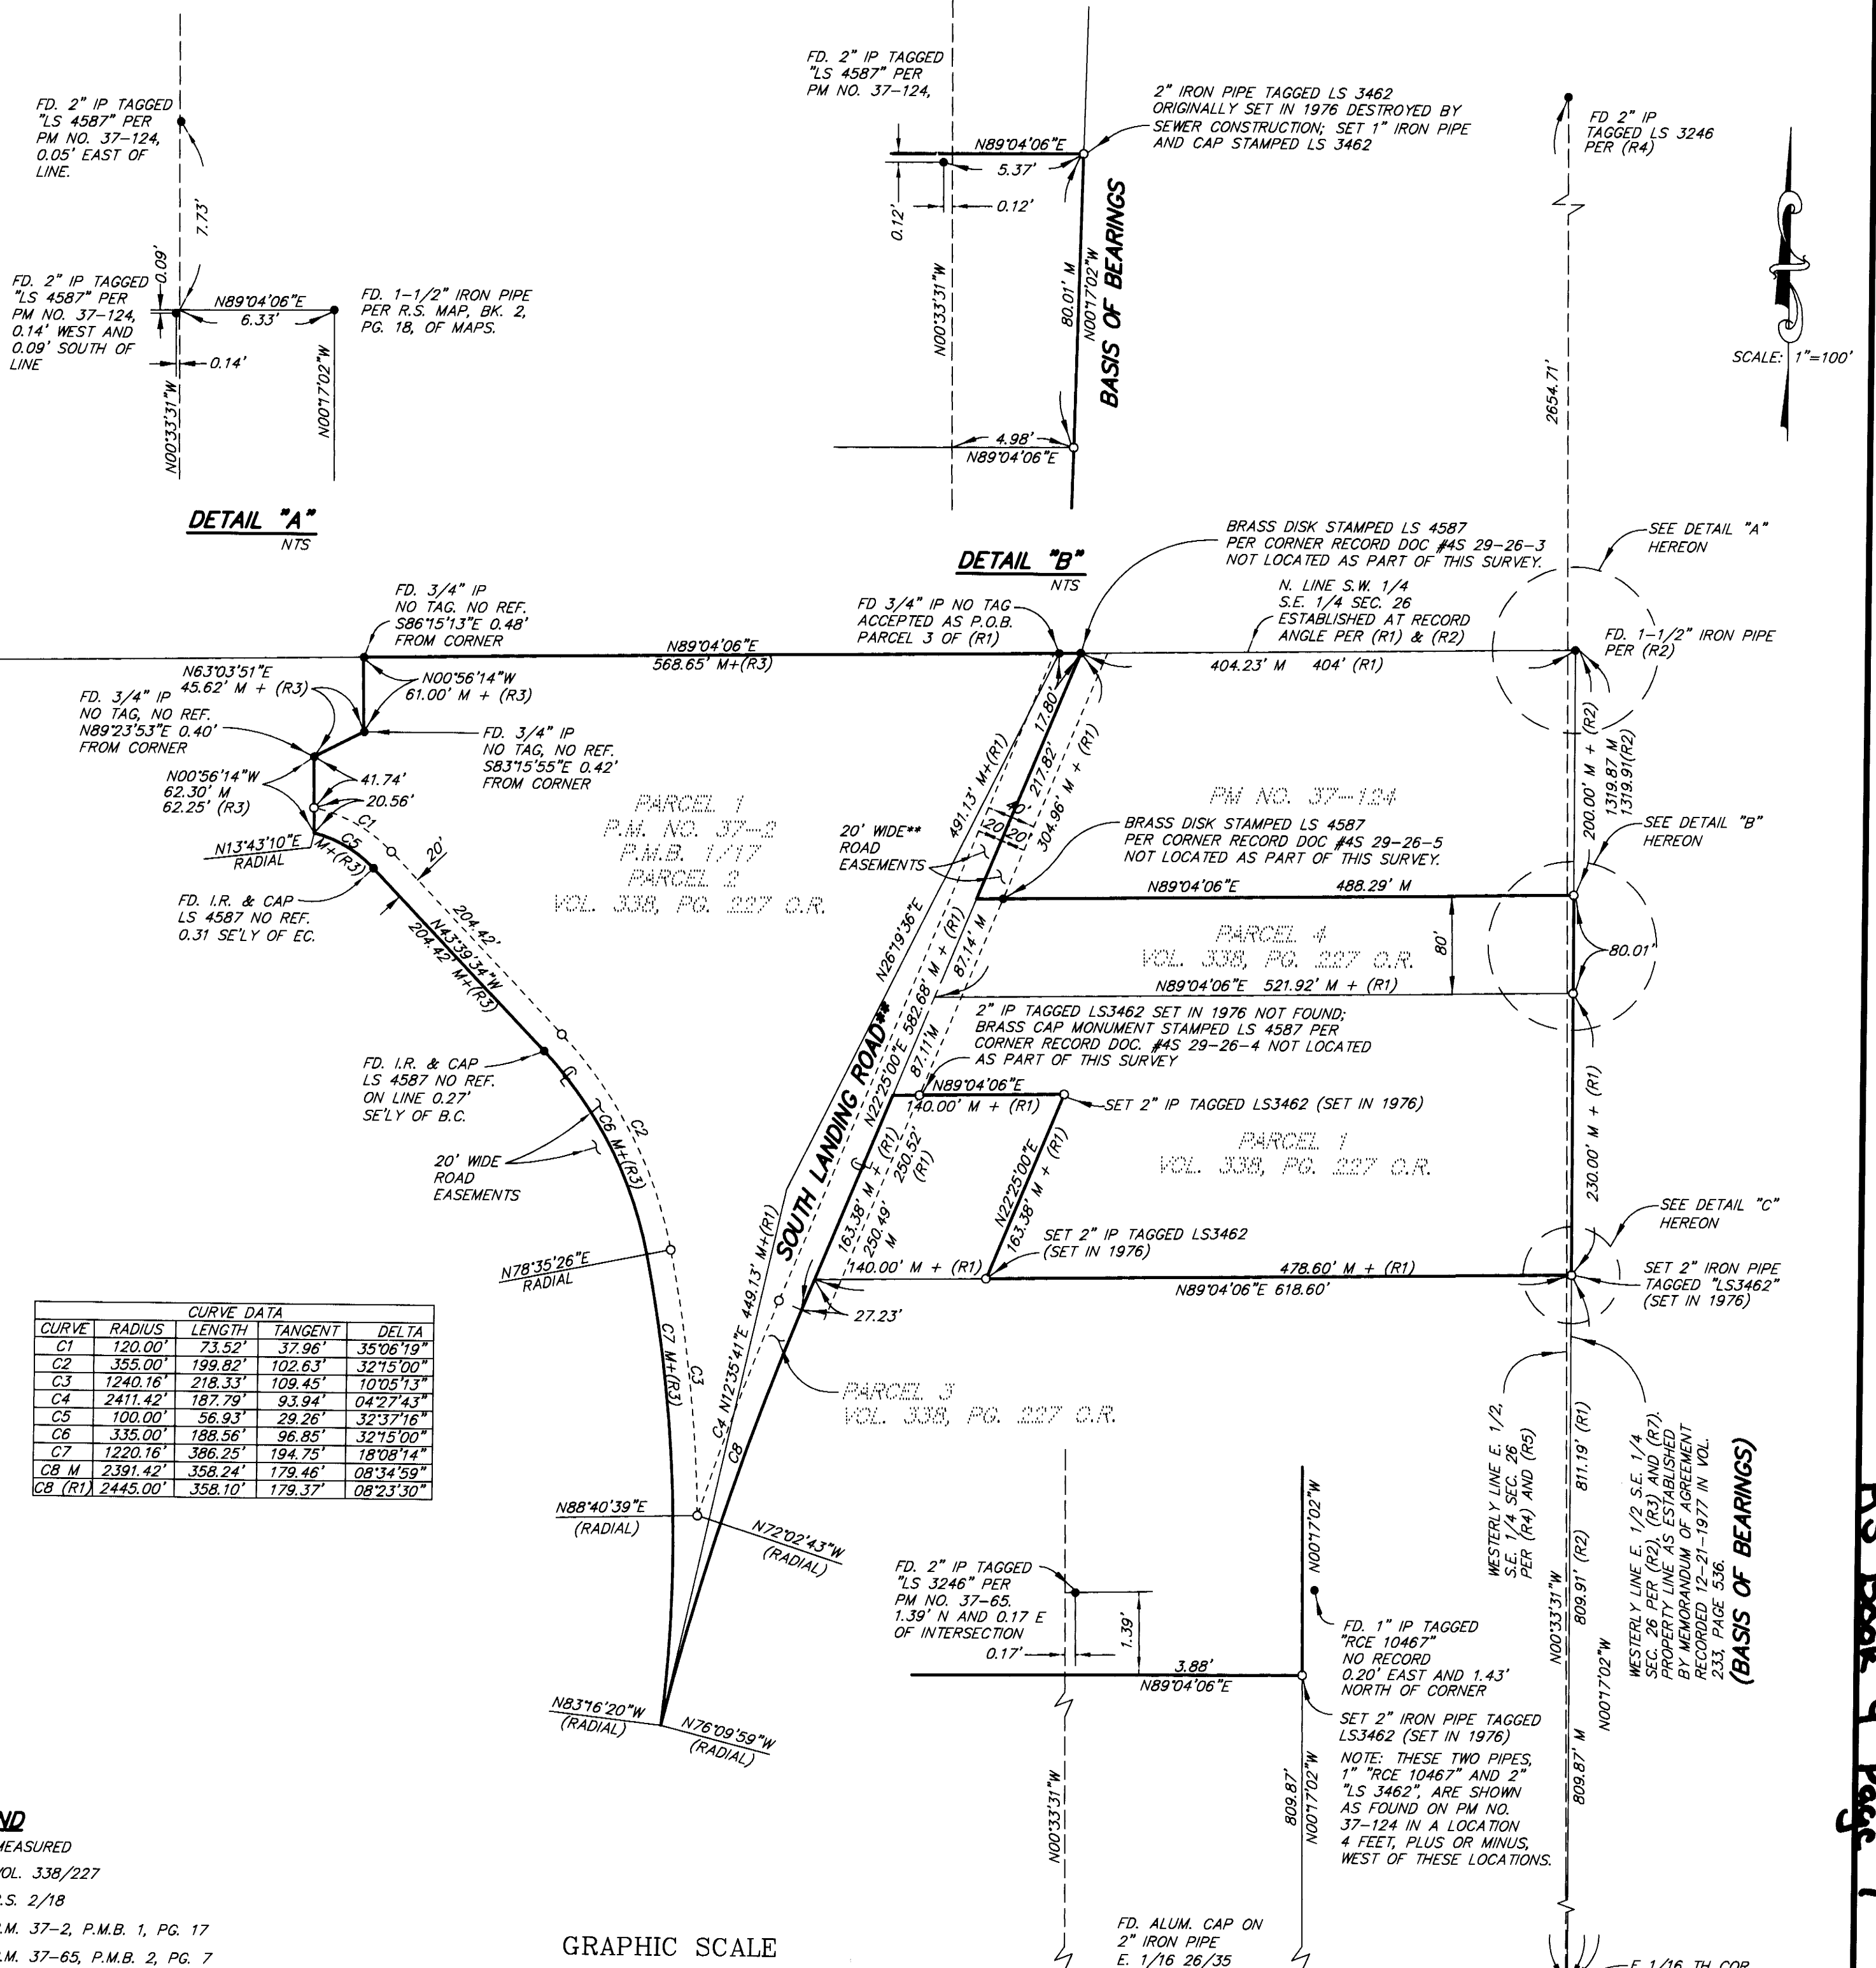 FD. 2" IP TAGGED
"LS 4587" PER
PM NO. 37-124,
0.05' EAST OF
LINE.
7.73'
0.09'
FD. 2" IP TAGGED
"LS 4587" PER
PM NO. 37-124,
0.14' WEST AND
0.09' SOUTH OF
LINE
N89°04'06"E
6.33'
FD. 1-1/2" IRON PIPE
PER R.S. MAP, BK. 2,
PG. 18, OF MAPS.
0.14'
N00°33'31"W
N00°17'02"W
DETAIL "A"
NTS
FD. 2" IP TAGGED
"LS 4587" PER
PM NO. 37-124,
2" IRON PIPE TAGGED LS 3462
ORIGINALLY SET IN 1976 DESTROYED BY
SEWER CONSTRUCTION; SET 1" IRON PIPE
AND CAP STAMPED LS 3462
N89°04'06"E
5.37'
0.12'
0.12'
N00°33'31"W
80.01' M
N00°17'02"W
BASIS OF BEARINGS
4.98'
N89°04'06"E
DETAIL "B"
NTS
FD 2" IP
TAGGED LS 3246
PER (R4)
2654.71'
SCALE: 1"=100'
BRASS DISK STAMPED LS 4587
PER CORNER RECORD DOC #4S 29-26-3
NOT LOCATED AS PART OF THIS SURVEY.
SEE DETAIL "A"
HEREON
FD. 3/4" IP
NO TAG. NO REF.
S86°15'13"E 0.48'
FROM CORNER
FD 3/4" IP NO TAG
ACCEPTED AS P.O.B.
PARCEL 3 OF (R1)
N. LINE S.W. 1/4
S.E. 1/4 SEC. 26
ESTABLISHED AT RECORD
ANGLE PER (R1) & (R2)
N89°04'06"E
568.65' M+(R3)
404.23' M 404' (R1)
FD. 1-1/2" IRON PIPE
PER (R2)
N63°03'51"E
45.62' M + (R3)
N00°56'14"W
61.00' M + (R3)
FD. 3/4" IP
NO TAG, NO REF.
N89°23'53"E 0.40'
FROM CORNER
FD. 3/4" IP
NO TAG, NO REF.
S83°15'55"E 0.42'
FROM CORNER
N00°56'14"W
62.30' M
62.25' (R3)
41.74'
20.56'
C1
C5
M+(R3)
N13°43'10"E
RADIAL
20'
FD. I.R. & CAP
LS 4587 NO REF.
0.31 SE'LY OF EC.
204.42'
N43°39'34"W
204.42' M+(R3)
PARCEL 1
P.M. NO. 37-2
P.M.B. 1/17
PARCEL 2
VOL. 338, PG. 227 O.R.
17.80'
217.82'
491.13' M+(R1)
304.96' M + (R1)
40'
20'
20'
20' WIDE**
ROAD
EASEMENTS
PM NO. 37-124
BRASS DISK STAMPED LS 4587
PER CORNER RECORD DOC #4S 29-26-5
NOT LOCATED AS PART OF THIS SURVEY.
200.00' M + (R2)
1319.87 M
1319.91(R2)
SEE DETAIL "B"
HEREON
N89°04'06"E 488.29' M
PARCEL 4
VOL. 338, PG. 227 O.R.
80'
80.01'
N89°04'06"E 521.92' M + (R1)
N26°19'36"E
N22°25'00"E 582.68' M + (R1)
87.14' M
87.11'M
2" IP TAGGED LS3462 SET IN 1976 NOT FOUND;
BRASS CAP MONUMENT STAMPED LS 4587 PER
CORNER RECORD DOC. #4S 29-26-4 NOT LOCATED
AS PART OF THIS SURVEY
FD. I.R. & CAP
LS 4587 NO REF.
ON LINE 0.27'
SE'LY OF B.C.
N89°04'06"E
140.00' M + (R1)
SET 2" IP TAGGED LS3462 (SET IN 1976)
SOUTH LANDING ROAD**
C2
C6 M+(R3)
20' WIDE
ROAD
EASEMENTS
PARCEL 1
VOL. 338, PG. 227 O.R.
163.38' M + (R1)
250.52'
(R1)
250.49'
M
N22°25'00"E
163.38' M + (R1)
230.00' M + (R1)
SEE DETAIL "C"
HEREON
N78°35'26"E
RADIAL
SET 2" IP TAGGED LS3462
(SET IN 1976)
140.00' M + (R1)
478.60' M + (R1)
N89°04'06"E 618.60'
SET 2" IRON PIPE
TAGGED "LS3462"
(SET IN 1976)
27.23'
CURVE DATA
CURVE RADIUS LENGTH TANGENT DELTA
C1 120.00' 73.52' 37.96' 35°06'19"
C2 355.00' 199.82' 102.63' 32°15'00"
C3 1240.16' 218.33' 109.45' 10°05'13"
C4 2411.42' 187.79' 93.94' 04°27'43"
C5 100.00' 56.93' 29.26' 32°37'16"
C6 335.00' 188.56' 96.85' 32°15'00"
C7 1220.16' 386.25' 194.75' 18°08'14"
C8 M 2391.42' 358.24' 179.46' 08°34'59"
C8 (R1) 2445.00' 358.10' 179.37' 08°23'30"
C7 M+(R3)
C3
C4 N12°35'41"E 449.13' M+(R1)
C8
PARCEL 3
VOL. 338, PG. 227 O.R.
N88°40'39"E
(RADIAL)
N72°02'43"W
(RADIAL)
N83°16'20"W
(RADIAL)
N76°09'59"W
(RADIAL)
WESTERLY LINE E. 1/2,
S.E. 1/4 SEC. 26
PER (R4) AND (R5)
N00°33'31"W
809.91' (R2) 811.19' (R1)
809.87' M
N00°17'02"W
WESTERLY LINE E. 1/2 S.E. 1/4
SEC. 26 PER (R2), (R3) AND (R7).
PROPERTY LINE AS ESTABLISHED
BY MEMORANDUM OF AGREEMENT
RECORDED 12-21-1977 IN VOL.
233, PAGE 536.
(BASIS OF BEARINGS)
FD. 2" IP TAGGED
"LS 3246" PER
PM NO. 37-65.
1.39' N AND 0.17 E
OF INTERSECTION
0.17'
1.39'
3.88'
N89°04'06"E
N00°17'02"W
FD. 1" IP TAGGED
"RCE 10467"
NO RECORD
0.20' EAST AND 1.43'
NORTH OF CORNER
SET 2" IRON PIPE TAGGED
LS3462 (SET IN 1976)
NOTE: THESE TWO PIPES,
1" "RCE 10467" AND 2"
"LS 3462", ARE SHOWN
AS FOUND ON PM NO.
37-124 IN A LOCATION
4 FEET, PLUS OR MINUS,
WEST OF THESE LOCATIONS.
N00°33'31"W
809.87'
N00°17'02"W
FD. ALUM. CAP ON
2" IRON PIPE
E. 1/16 26/35
E 1/16 TH COR
ND
MEASURED
VOL. 338/227
.S. 2/18
.M. 37-2, P.M.B. 1, PG. 17
.M. 37-65, P.M.B. 2, PG. 7
GRAPHIC SCALE